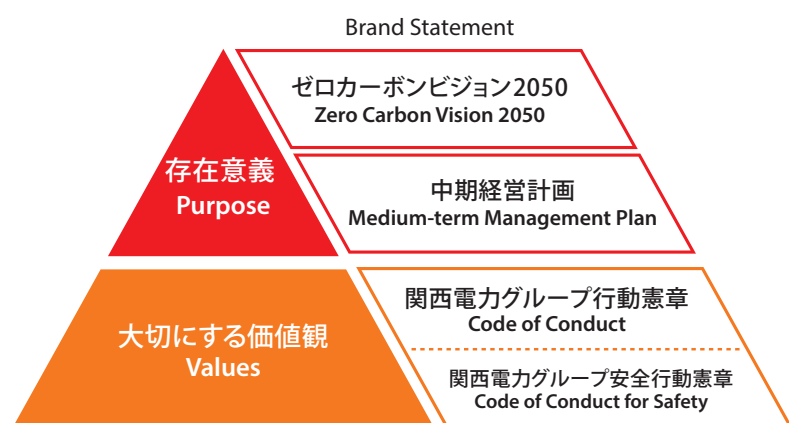 Brand Statement
ゼロカーボンビジョン2050
Zero Carbon Vision 2050
存在意義
Purpose
中期経営計画
Medium-term Management Plan
大切にする価値観
Values
関西電力グループ行動憲章
Code of Conduct
関西電力グループ安全行動憲章
Code of Conduct for Safety